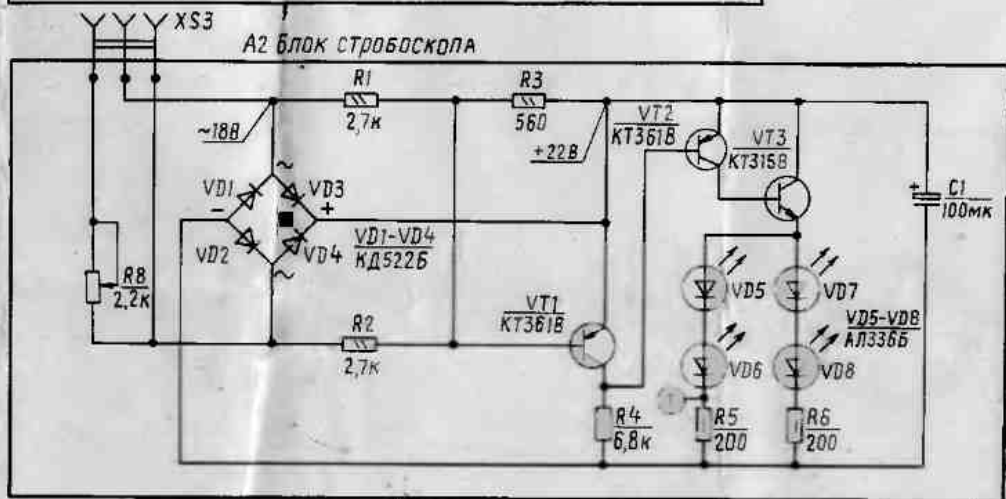 XS3
А2 БЛОК СТРОБОСКОПА
R1
2,7к
R3
560
~18В
+22В
VT2
КТ361В
VT3
КТ315В
С1
+
100мк
VD1
VD3
~
-
+
VD2
VD4
~
VD1-VD4
КД522Б
R8
2,2к
VT1
КТ361В
R2
2,7к
VD5
VD7
VD5-VD8
АЛ336Б
VD6
VD8
1
R4
6,8к
R5
200
R6
200